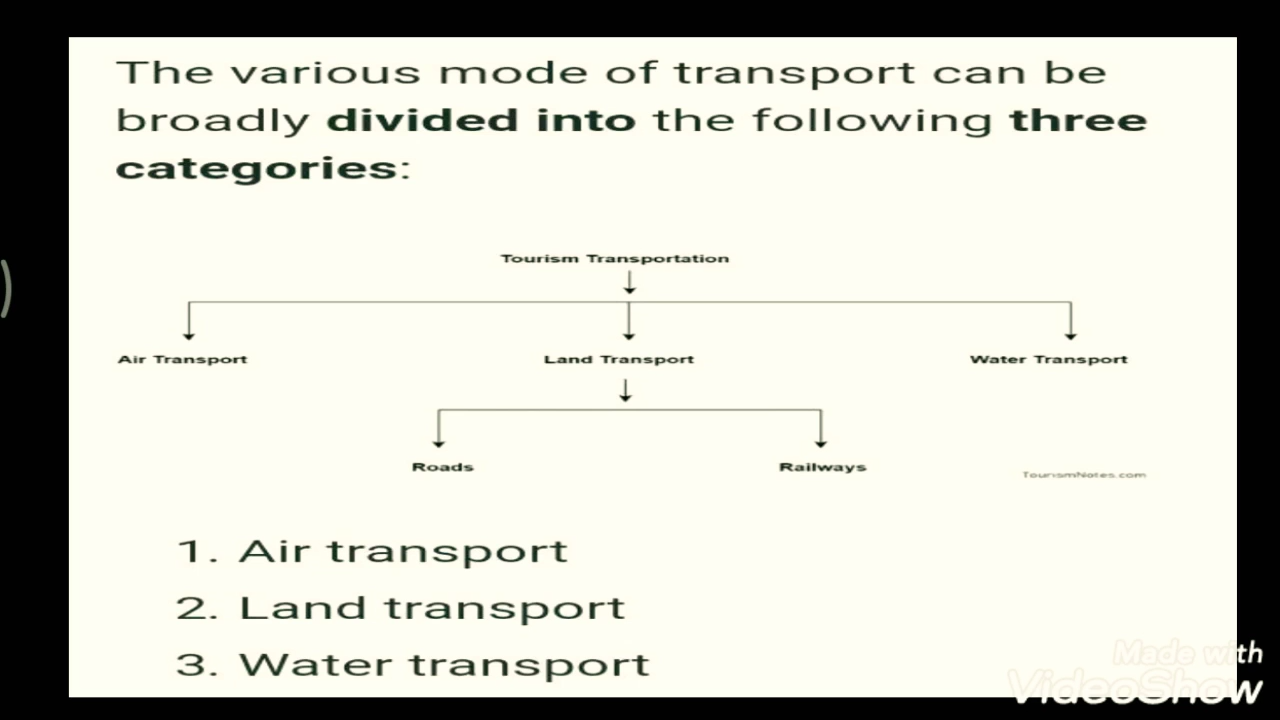 The various mode of transport can be
broadly divided into the following three
categories:
Tourism Transportation
Air Transport
Land Transport
Water Transport
Roads
Railways
TourismNotes.com
1. Air transport
2. Land transport
3. Water transport
Made with
VideoShow